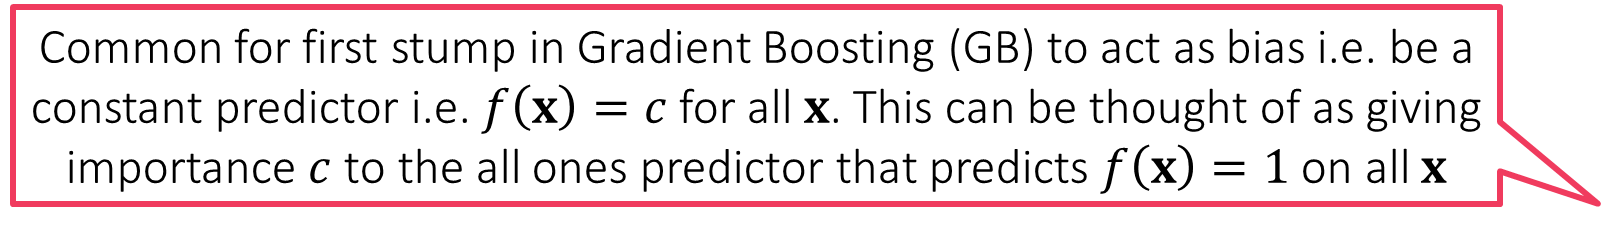 Common for first stump in Gradient Boosting (GB) to act as bias i.e. be a
constant predictor i.e. f(x) = c for all x. This can be thought of as giving
importance c to the all ones predictor that predicts f(x) = 1 on all x